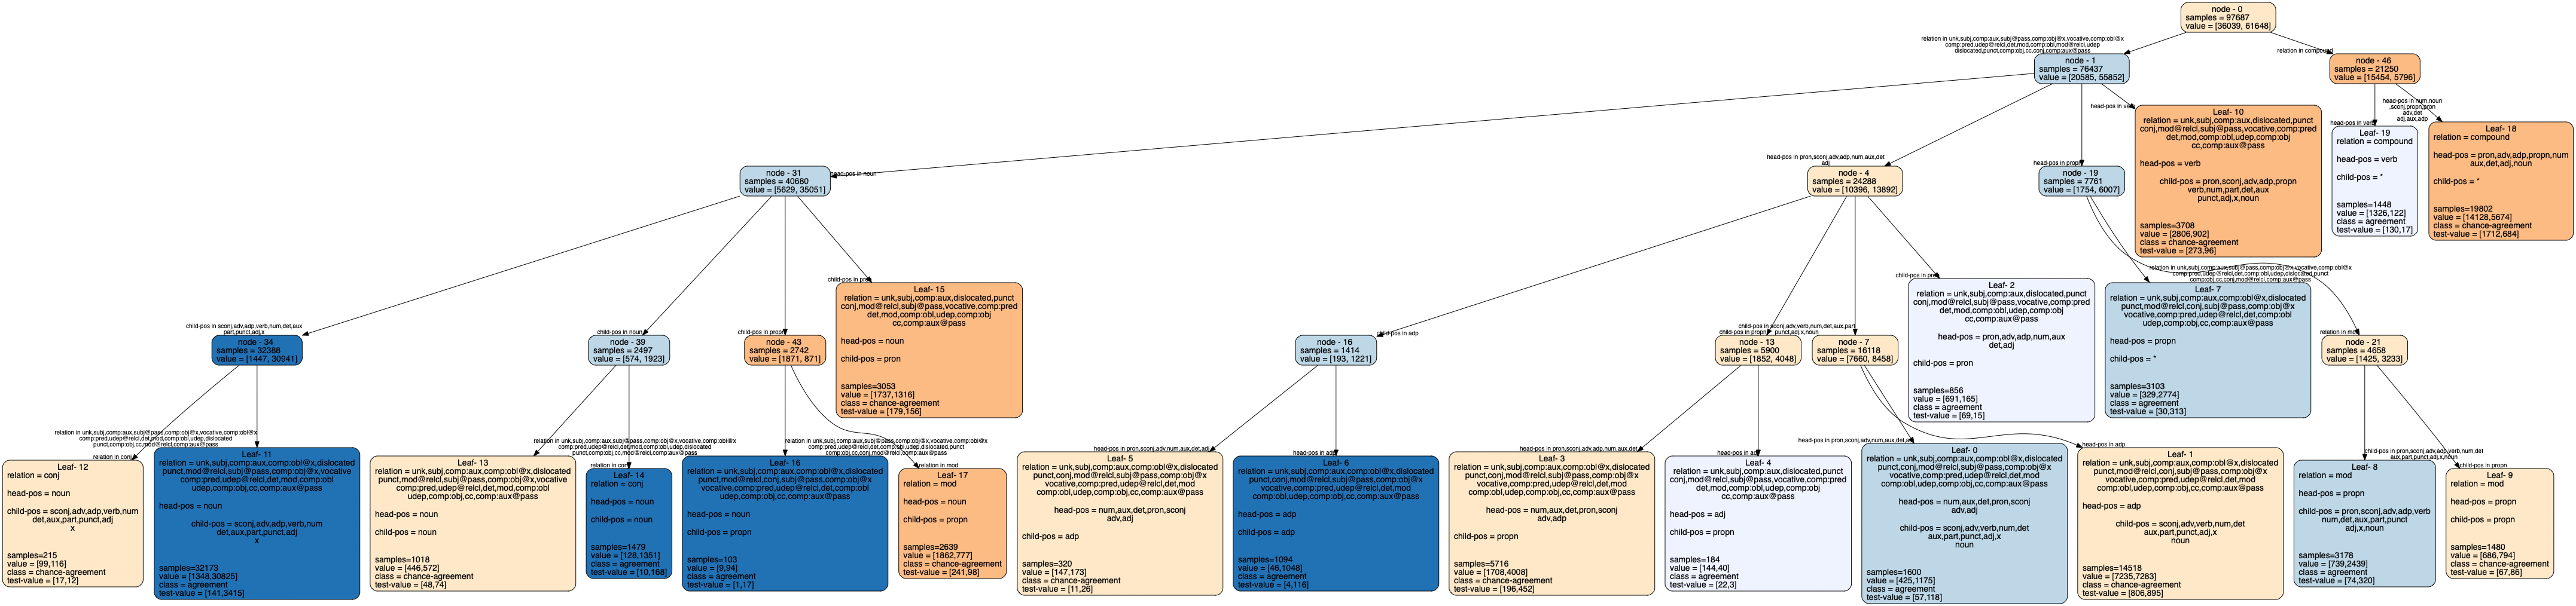 node - 0
samples = 97687
value = [36039, 61648]
relation in unk,subj,comp:aux,subj@pass,comp:obj@x,vocative,comp:obl@x
comp:pred,udep@relcl,det,mod,comp:obl,mod@relcl,udep
dislocated,punct,comp:obj,cc,conj,comp:aux@pass
relation in compound
node - 1
samples = 76437
value = [20585, 55852]
node - 46
samples = 21250
value = [15454, 5796]
head-pos in noun
head-pos in pron,sconj,adv,adp,num,aux,det
adj
head-pos in propn
head-pos in verb
head-pos in verb
head-pos in num,noun
,sconj,propn,pron
adv,det
adj,aux,adp
Leaf- 10
relation = unk,subj,comp:aux,dislocated,punct
conj,mod@relcl,subj@pass,vocative,comp:pred
det,mod,comp:obl,udep,comp:obj
cc,comp:aux@pass
head-pos = verb
child-pos = pron,sconj,adv,adp,propn
verb,num,part,det,aux
punct,adj,x,noun
samples=3708
value = [2806,902]
class = chance-agreement
test-value = [273,96]
Leaf- 19
relation = compound
head-pos = verb
child-pos = *
samples=1448
value = [1326,122]
class = agreement
test-value = [130,17]
Leaf- 18
relation = compound
head-pos = pron,adv,adp,propn,num
aux,det,adj,noun
child-pos = *
samples=19802
value = [14128,5674]
class = chance-agreement
test-value = [1712,684]
node - 31
samples = 40680
value = [5629, 35051]
node - 4
samples = 24288
value = [10396, 13892]
node - 19
samples = 7761
value = [1754, 6007]
child-pos in sconj,adv,adp,verb,num,det,aux
part,punct,adj,x
child-pos in noun
child-pos in propn
Leaf- 15
relation = unk,subj,comp:aux,dislocated,punct
conj,mod@relcl,subj@pass,vocative,comp:pred
det,mod,comp:obl,udep,comp:obj
cc,comp:aux@pass
head-pos = noun
child-pos = pron
samples=3053
value = [1737,1316]
class = chance-agreement
test-value = [179,156]
child-pos in adp
child-pos in propn
child-pos in sconj,adv,verb,num,det,aux,part
punct,adj,x,noun
Leaf- 2
relation = unk,subj,comp:aux,dislocated,punct
conj,mod@relcl,subj@pass,vocative,comp:pred
det,mod,comp:obl,udep,comp:obj
cc,comp:aux@pass
head-pos = pron,adv,adp,num,aux
det,adj
child-pos = pron
samples=856
value = [691,165]
class = agreement
test-value = [69,15]
relation in unk,subj,comp:aux,subj@pass,comp:obj@x,vocative,comp:obl@x
comp:pred,udep@relcl,det,comp:obl,udep,dislocated,punct
comp:obj,cc,conj,mod@relcl,comp:aux@pass
Leaf- 7
relation = unk,subj,comp:aux,comp:obl@x,dislocated
punct,mod@relcl,conj,subj@pass,comp:obj@x
vocative,comp:pred,udep@relcl,det,comp:obl
udep,comp:obj,cc,comp:aux@pass
head-pos = propn
child-pos = *
samples=3103
value = [329,2774]
class = agreement
test-value = [30,313]
node - 34
samples = 32388
value = [1447, 30941]
node - 39
samples = 2497
value = [574, 1923]
node - 43
samples = 2742
value = [1871, 871]
node - 16
samples = 1414
value = [193, 1221]
node - 13
samples = 5900
value = [1852, 4048]
node - 7
samples = 16118
value = [7660, 8458]
relation in mod
node - 21
samples = 4658
value = [1425, 3233]
relation in unk,subj,comp:aux,subj@pass,comp:obj@x,vocative,comp:obl@x
comp:pred,udep@relcl,det,mod,comp:obl,udep,dislocated
punct,comp:obj,cc,mod@relcl,comp:aux@pass
relation in conj
Leaf- 12
relation = conj
head-pos = noun
child-pos = sconj,adv,adp,verb,num
det,aux,part,punct,adj
x
samples=215
value = [99,116]
class = chance-agreement
test-value = [17,12]
Leaf- 11
relation = unk,subj,comp:aux,comp:obl@x,dislocated
punct,mod@relcl,subj@pass,comp:obj@x,vocative
comp:pred,udep@relcl,det,mod,comp:obl
udep,comp:obj,cc,comp:aux@pass
head-pos = noun
child-pos = sconj,adv,adp,verb,num
det,aux,part,punct,adj
x
samples=32173
value = [1348,30825]
class = agreement
test-value = [141,3415]
Leaf- 13
relation = unk,subj,comp:aux,comp:obl@x,dislocated
punct,mod@relcl,subj@pass,comp:obj@x,vocative
comp:pred,udep@relcl,det,mod,comp:obl
udep,comp:obj,cc,comp:aux@pass
head-pos = noun
child-pos = noun
samples=1018
value = [446,572]
class = chance-agreement
test-value = [48,74]
relation in unk,subj,comp:aux,subj@pass,comp:obj@x,vocative,comp:obl@x
comp:pred,udep@relcl,det,mod,comp:obl,udep,dislocated
punct,comp:obj,cc,mod@relcl,comp:aux@pass
relation in conj
Leaf- 14
relation = conj
head-pos = noun
child-pos = noun
samples=1479
value = [128,1351]
class = agreement
test-value = [10,168]
Leaf- 16
relation = unk,subj,comp:aux,comp:obl@x,dislocated
punct,mod@relcl,conj,subj@pass,comp:obj@x
vocative,comp:pred,udep@relcl,det,comp:obl
udep,comp:obj,cc,comp:aux@pass
head-pos = noun
child-pos = propn
samples=103
value = [9,94]
class = agreement
test-value = [1,17]
relation in unk,subj,comp:aux,subj@pass,comp:obj@x,vocative,comp:obl@x
comp:pred,udep@relcl,det,comp:obl,udep,dislocated,punct
comp:obj,cc,conj,mod@relcl,comp:aux@pass
relation in mod
Leaf- 17
relation = mod
head-pos = noun
child-pos = propn
samples=2639
value = [1862,777]
class = chance-agreement
test-value = [241,98]
head-pos in pron,sconj,adv,num,aux,det,adj
Leaf- 5
relation = unk,subj,comp:aux,comp:obl@x,dislocated
punct,conj,mod@relcl,subj@pass,comp:obj@x
vocative,comp:pred,udep@relcl,det,mod
comp:obl,udep,comp:obj,cc,comp:aux@pass
head-pos = num,aux,det,pron,sconj
adv,adj
child-pos = adp
samples=320
value = [147,173]
class = chance-agreement
test-value = [11,26]
head-pos in adp
Leaf- 6
relation = unk,subj,comp:aux,comp:obl@x,dislocated
punct,conj,mod@relcl,subj@pass,comp:obj@x
vocative,comp:pred,udep@relcl,det,mod
comp:obl,udep,comp:obj,cc,comp:aux@pass
head-pos = adp
child-pos = adp
samples=1094
value = [46,1048]
class = agreement
test-value = [4,116]
head-pos in pron,sconj,adv,adp,num,aux,det
Leaf- 3
relation = unk,subj,comp:aux,comp:obl@x,dislocated
punct,conj,mod@relcl,subj@pass,comp:obj@x
vocative,comp:pred,udep@relcl,det,mod
comp:obl,udep,comp:obj,cc,comp:aux@pass
head-pos = num,aux,det,pron,sconj
adv,adp
child-pos = propn
samples=5716
value = [1708,4008]
class = chance-agreement
test-value = [196,452]
head-pos in adj
Leaf- 4
relation = unk,subj,comp:aux,dislocated,punct
conj,mod@relcl,subj@pass,vocative,comp:pred
det,mod,comp:obl,udep,comp:obj
cc,comp:aux@pass
head-pos = adj
child-pos = propn
samples=184
value = [144,40]
class = agreement
test-value = [22,3]
head-pos in pron,sconj,adv,num,aux,det
Leaf- 0
relation = unk,subj,comp:aux,comp:obl@x,dislocated
punct,conj,mod@relcl,subj@pass,comp:obj@x
vocative,comp:pred,udep@relcl,det,mod
comp:obl,udep,comp:obj,cc,comp:aux@pass
head-pos = num,aux,det,pron,sconj
adv,adj
child-pos = sconj,adv,verb,num,det
aux,part,punct,adj,x
noun
samples=1600
value = [425,1175]
class = agreement
test-value = [57,118]
head-pos in adp
Leaf- 1
relation = unk,subj,comp:aux,comp:obl@x,dislocated
punct,mod@relcl,conj,subj@pass,comp:obj@x
vocative,comp:pred,udep@relcl,det,mod
comp:obl,udep,comp:obj,cc,comp:aux@pass
head-pos = adp
child-pos = sconj,adv,verb,num,det
aux,part,punct,adj,x
noun
samples=14518
value = [7235,7283]
class = chance-agreement
test-value = [806,895]
child-pos in pron,sconj,adv,adp,verb,num,det
aux,part,punct,adj,x,noun
Leaf- 8
relation = mod
head-pos = propn
child-pos = pron,sconj,adv,adp,verb
num,det,aux,part,punct
adj,x,noun
samples=3178
value = [739,2439]
class = agreement
test-value = [74,320]
child-pos in propn
Leaf- 9
relation = mod
head-pos = propn
child-pos = propn
samples=1480
value = [686,794]
class = chance-agreement
test-value = [67,86]